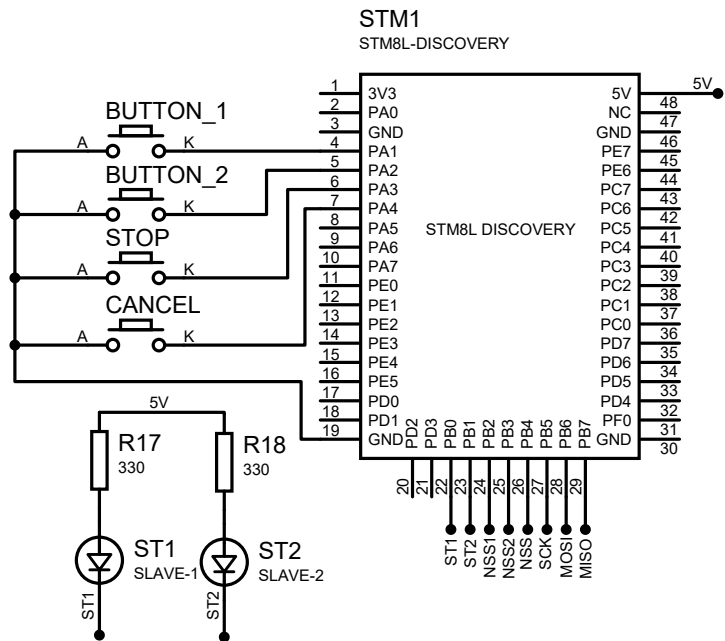 STM1
STM8L-DISCOVERY
STM8L DISCOVERY
BUTTON_1
A K
BUTTON_2
A K
STOP
A K
CANCEL
A K
1 3V3
2 PA0
3 GND
4 PA1
5 PA2
6 PA3
7 PA4
8 PA5
9 PA6
10 PA7
11 PE0
12 PE1
13 PE2
14 PE3
15 PE4
16 PE5
17 PD0
18 PD1
19 GND
5V 5V
NC 48
GND 47
PE7 46
PE6 45
PC7 44
PC6 43
PC5 42
PC4 41
PC3 40
PC2 39
PC1 38
PC0 37
PD7 36
PD6 35
PD5 34
PD4 33
PF0 32
GND 31
30
PD2 20
PD3 21
PB0 22 ST1
PB1 23 ST2
PB2 24 NSS1
PB3 25 NSS2
PB4 26 NSS
PB5 27 SCK
PB6 28 MOSI
PB7 29 MISO
5V
R17
330
R18
330
ST1
SLAVE-1
ST1
ST2
SLAVE-2
ST2